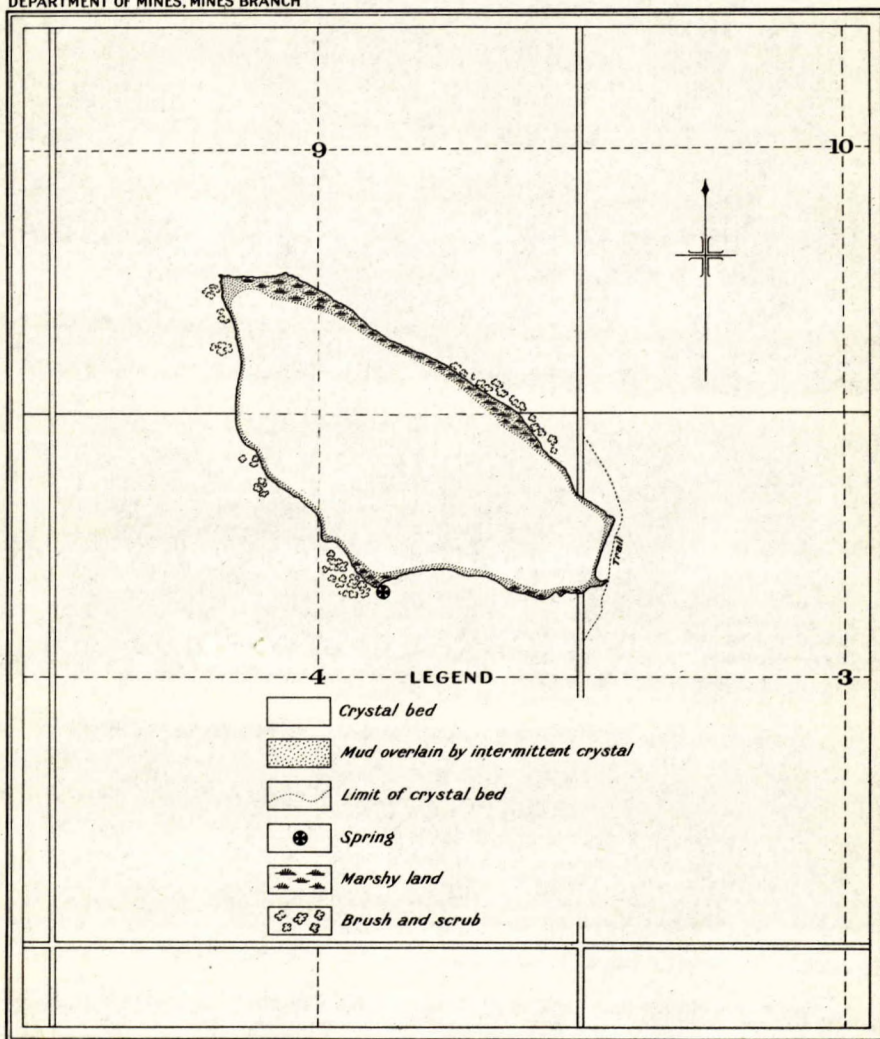 DEPARTMENT OF MINES, MINES BRANCH
9
10
Trail
4
LEGEND
3
Crystal bed
Mud overlain by intermittent crystal
Limit of crystal bed
Spring
Marshy land
Brush and scrub